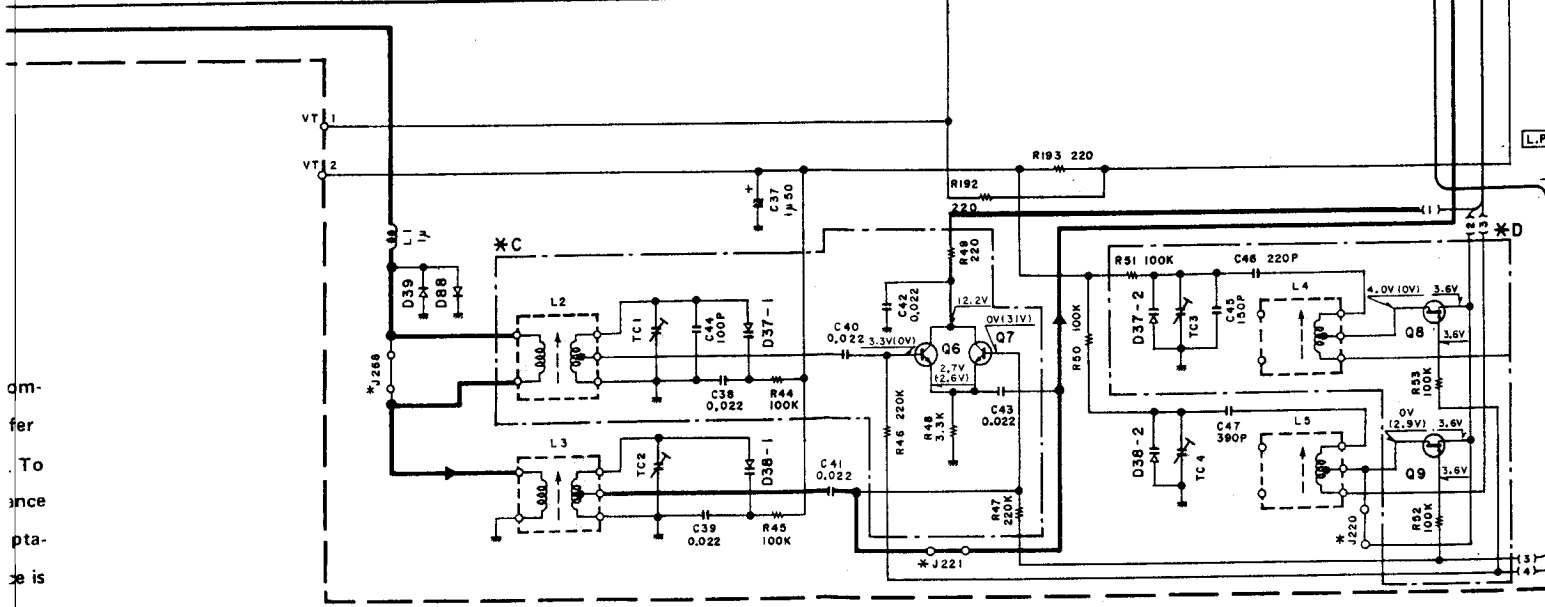 VT 1
VT 2
R193 220
L.P
R192
220
C37
1μ50
+
(1)
(2)
(3)
*D
L1
1μ
*C
R49
220
D39
D88
L2
TC1
C44
100P
D37-1
C42
0.022
12.2V
0V(3.1V)
R51 100K
C46 220P
D37-2
TC3
C45
150P
L4
4.0V(0V)
3.6V
Q8
3.6V
C40
0.022
3.3V(0V)
Q6
Q7
2.7V
(2.6V)
R50 100K
*J268
C38
0.022
R44
100K
R46 220K
R48
3.3K
C43
0.022
R53
100K
om-
fer
. To
ance
pta-
ce is
L3
TC2
D38-1
C41
0.022
C39
0.022
R45
100K
R47
220K
*J221
D38-2
TC4
C47
390P
L5
0V
(2.9V)
3.6V
3.6V
Q9
R52
100K
*J220
(3)
(4)